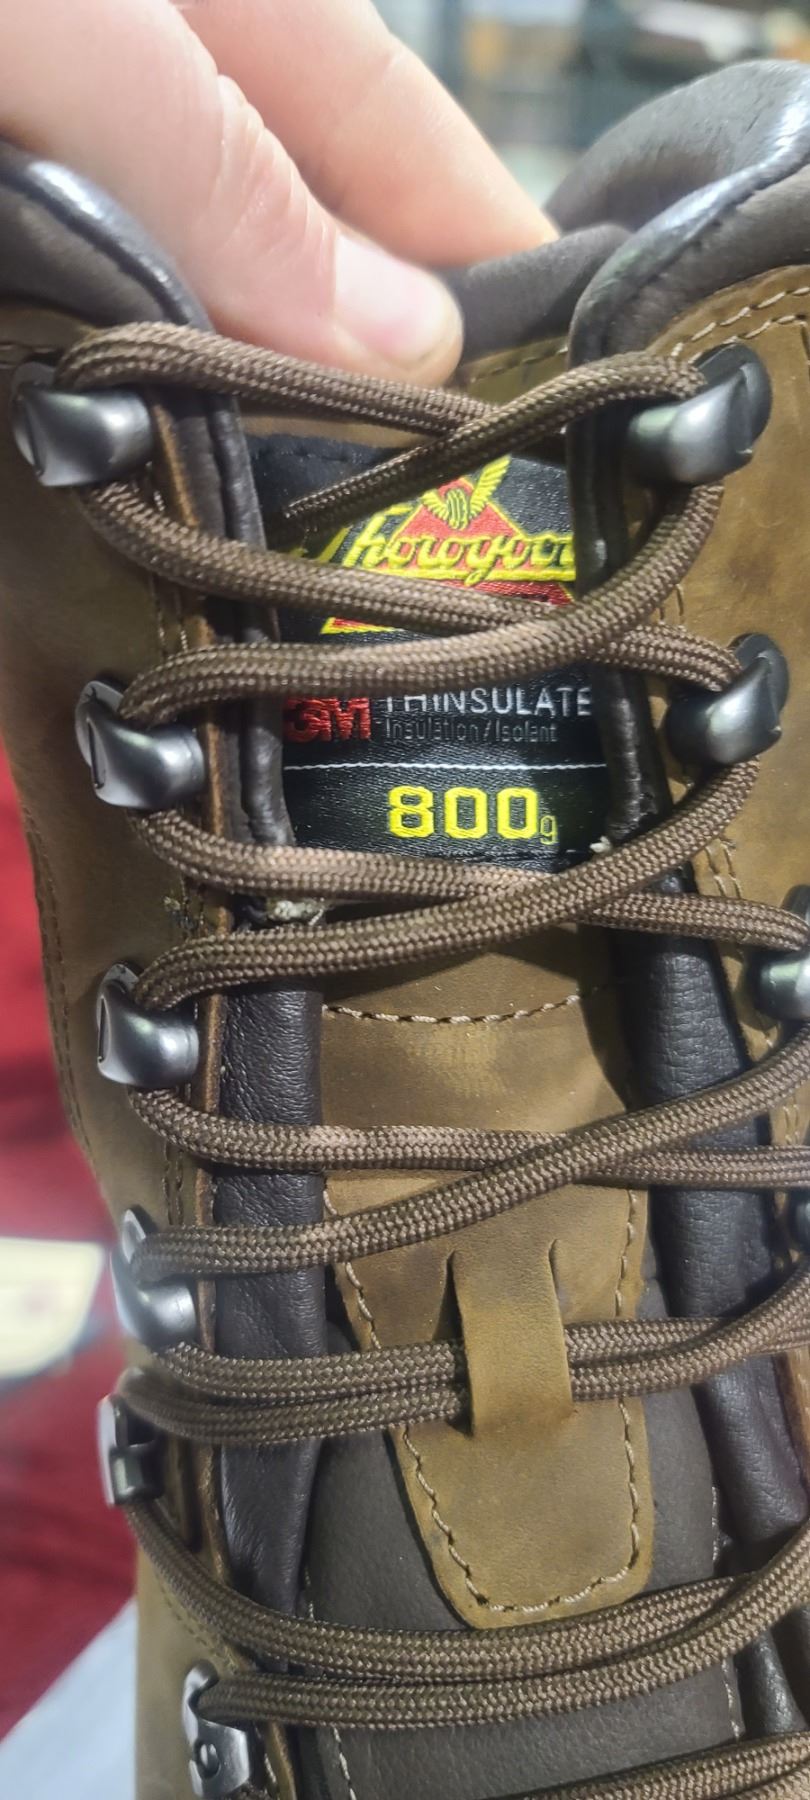 Thorogood
3M THINSULATE
Insulation/Isolant
800g